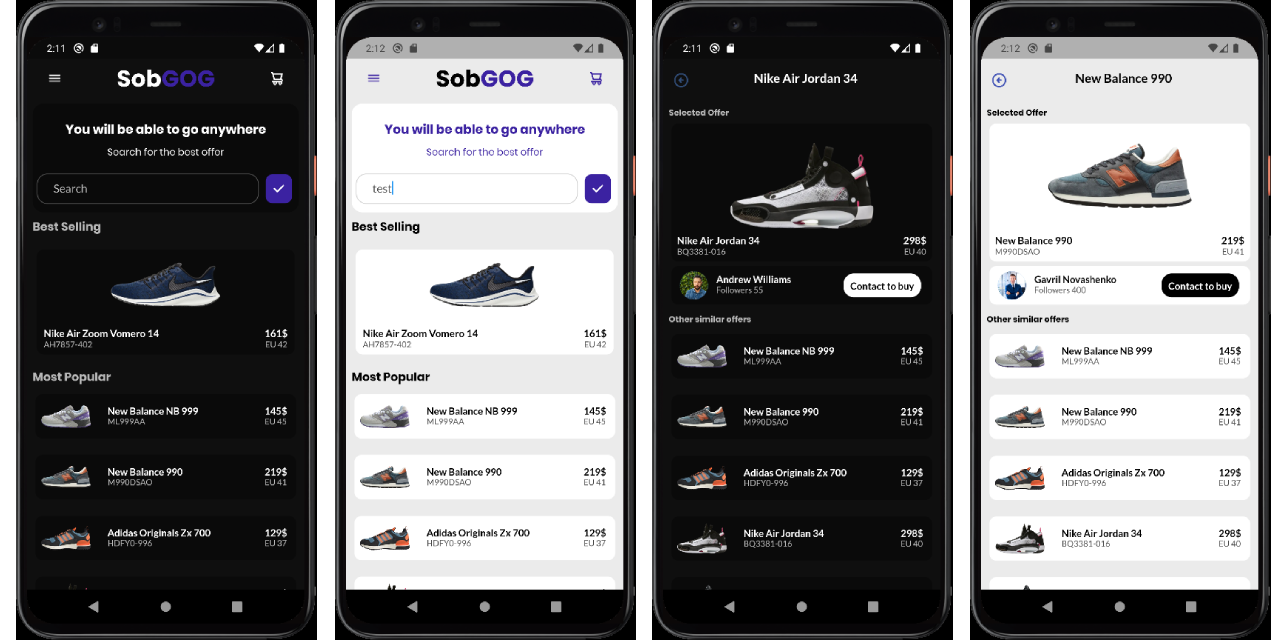 2:11
SobGOG
You will be able to go anywhere
Search for the best offer
Search
Best Selling
Nike Air Zoom Vomero 14 161$
AH7857-402 EU 42
Most Popular
New Balance NB 999 145$
ML999AA EU 45
New Balance 990 219$
M990DSAO EU 41
Adidas Originals Zx 700 129$
HDFY0-996 EU 37
2:12
SobGOG
You will be able to go anywhere
Search for the best offer
test
Best Selling
Nike Air Zoom Vomero 14 161$
AH7857-402 EU 42
Most Popular
New Balance NB 999 145$
ML999AA EU 45
New Balance 990 219$
M990DSAO EU 41
Adidas Originals Zx 700 129$
HDFY0-996 EU 37
2:11
Nike Air Jordan 34
Selected Offer
Nike Air Jordan 34 298$
BQ3381-016 EU 40
Andrew Williams
Followers 55
Contact to buy
Other similar offers
New Balance NB 999 145$
ML999AA EU 45
New Balance 990 219$
M990DSAO EU 41
Adidas Originals Zx 700 129$
HDFY0-996 EU 37
Nike Air Jordan 34 298$
BQ3381-016 EU 40
2:12
New Balance 990
Selected Offer
New Balance 990 219$
M990DSAO EU 41
Gavril Novashenko
Followers 400
Contact to buy
Other similar offers
New Balance NB 999 145$
ML999AA EU 45
New Balance 990 219$
M990DSAO EU 41
Adidas Originals Zx 700 129$
HDFY0-996 EU 37
Nike Air Jordan 34 298$
BQ3381-016 EU 40